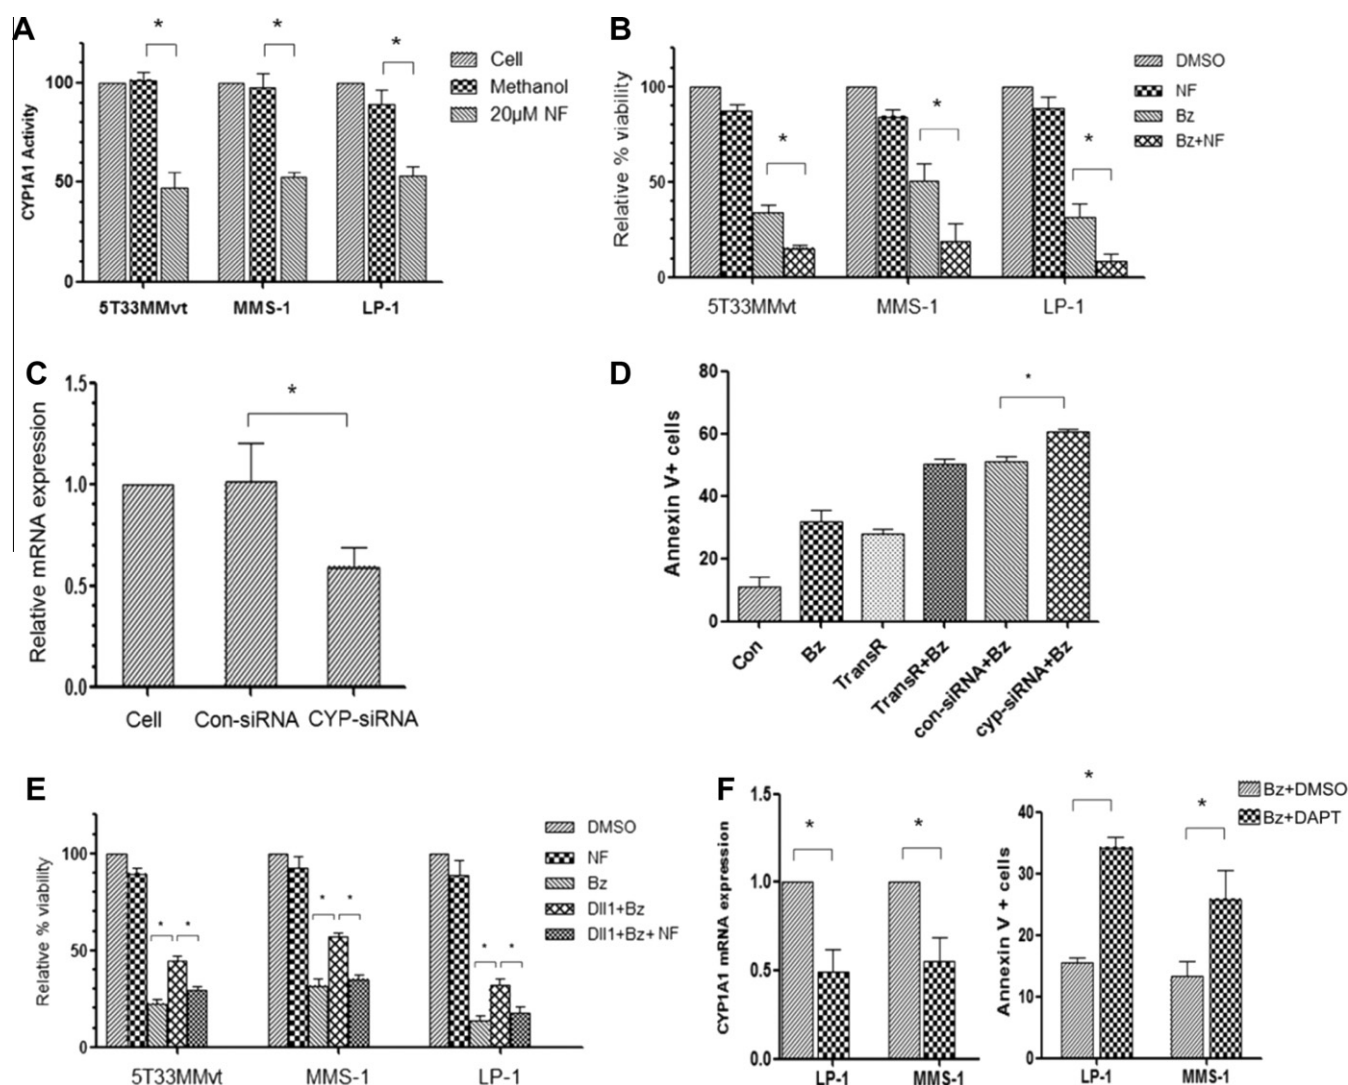 A
CYP1A1 Activity
100
50
0
* * *
5T33MMvt MMS-1 LP-1
Cell
Methanol
20μM NF
B
Relative % viability
100
50
0
* * *
5T33MMvt MMS-1 LP-1
DMSO
NF
Bz
Bz+NF
C
Relative mRNA expression
1.5
1.0
0.5
0.0
*
Cell Con-siRNA CYP-siRNA
D
Annexin V+ cells
80
60
40
20
0
*
Con Bz TransR TransR+Bz con-siRNA+Bz cyp-siRNA+Bz
E
Relative % viability
100
50
0
* * * * * *
5T33MMvt MMS-1 LP-1
DMSO
NF
Bz
Dll1+Bz
Dll1+Bz+ NF
F
CYP1A1 mRNA expression
1.5
1.0
0.5
0.0
* *
LP-1 MMS-1
Annexin V + cells
40
30
20
10
0
* *
LP-1 MMS-1
Bz+DMSO
Bz+DAPT